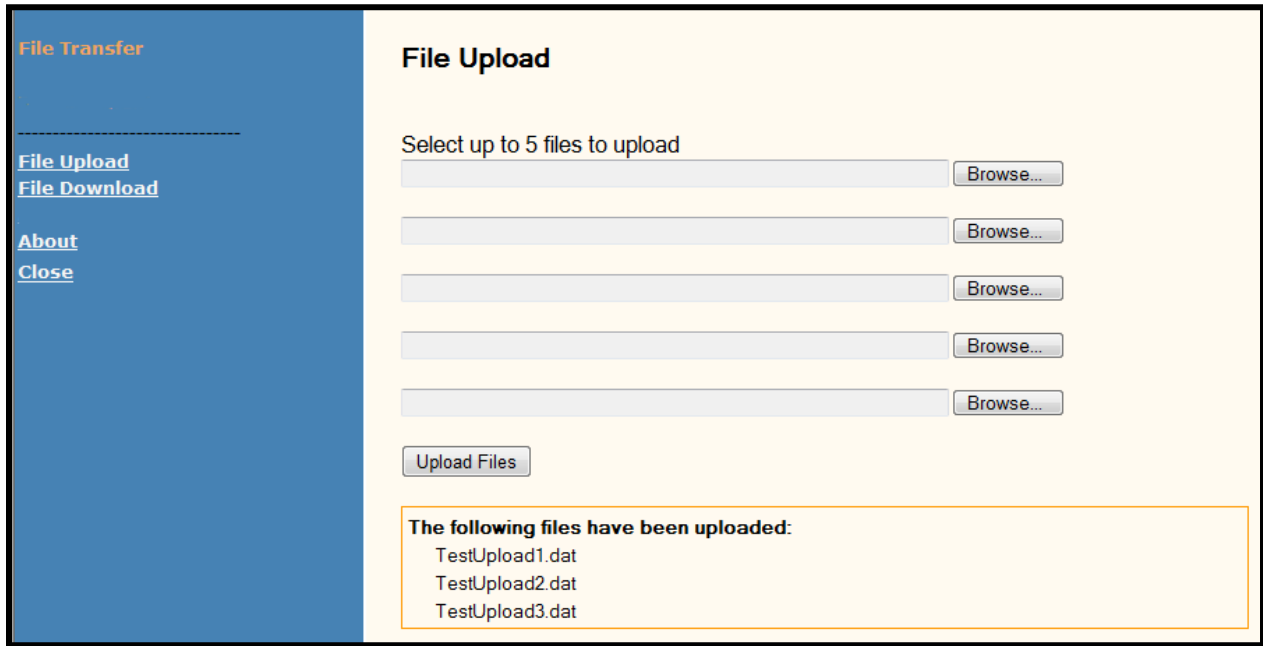 File Transfer
-------------------------------
File Upload
File Download
About
Close
File Upload
Select up to 5 files to upload
Browse...
Browse...
Browse...
Browse...
Browse...
Upload Files
The following files have been uploaded:
TestUpload1.dat
TestUpload2.dat
TestUpload3.dat